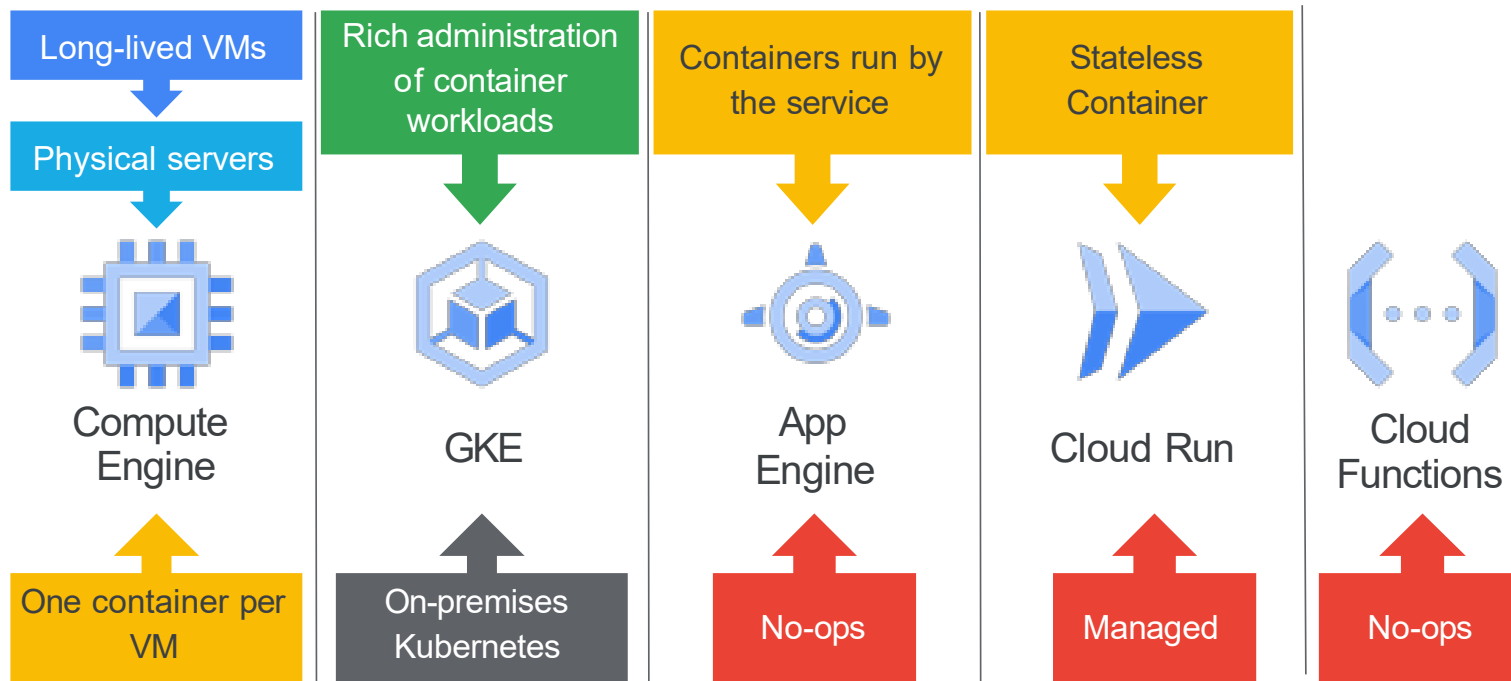 Long-lived VMs
Physical servers
Compute
Engine
One container per
VM
Rich administration
of container
workloads
GKE
On-premises
Kubernetes
Containers run by
the service
App
Engine
No-ops
Stateless
Container
Cloud Run
Managed
Cloud
Functions
No-ops